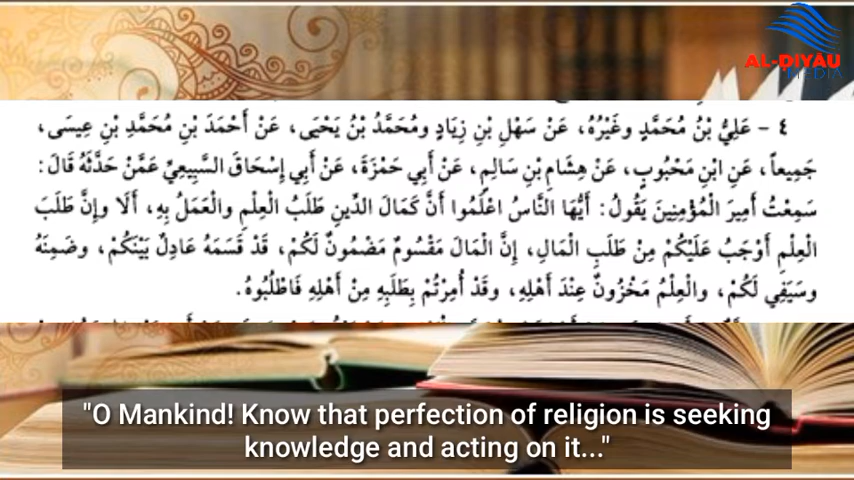 AL-ḌIYĀU
MEDIA
٤ - عَلِيُّ بْنُ مُحَمَّدٍ وغَيْرُهُ، عَنْ سَهْلِ بْنِ زِيَادٍ ومُحَمَّدُ بْنُ يَحْيَى، عَنْ أَحْمَدَ بْنِ مُحَمَّدِ بْنِ عِيسَى،
جَمِيعاً، عَنِ ابْنِ مَحْبُوبٍ، عَنْ هِشَامِ بْنِ سَالِمٍ، عَنْ أَبِي حَمْزَةَ، عَنْ أَبِي إِسْحَاقَ السَّبِيعِيِّ عَمَّنْ حَدَّثَهُ قَالَ:
سَمِعْتُ أَمِيرَ الْمُؤْمِنِينَ يَقُولُ: أَيُّهَا النَّاسُ اعْلَمُوا أَنَّ كَمَالَ الدِّينِ طَلَبُ الْعِلْمِ والْعَمَلُ بِهِ، أَلَا وإِنَّ طَلَبَ
الْعِلْمِ أَوْجَبُ عَلَيْكُمْ مِنْ طَلَبِ الْمَالِ، إِنَّ الْمَالَ مَقْسُومٌ مَضْمُونٌ لَكُمْ، قَدْ قَسَمَهُ عَادِلٌ بَيْنَكُمْ، وضَمِنَهُ
وسَيَفِي لَكُمْ، والْعِلْمُ مَخْزُونٌ عِنْدَ أَهْلِهِ، وقَدْ أُمِرْتُمْ بِطَلَبِهِ مِنْ أَهْلِهِ فَاطْلُبُوهُ.
"O Mankind! Know that perfection of religion is seeking
knowledge and acting on it..."